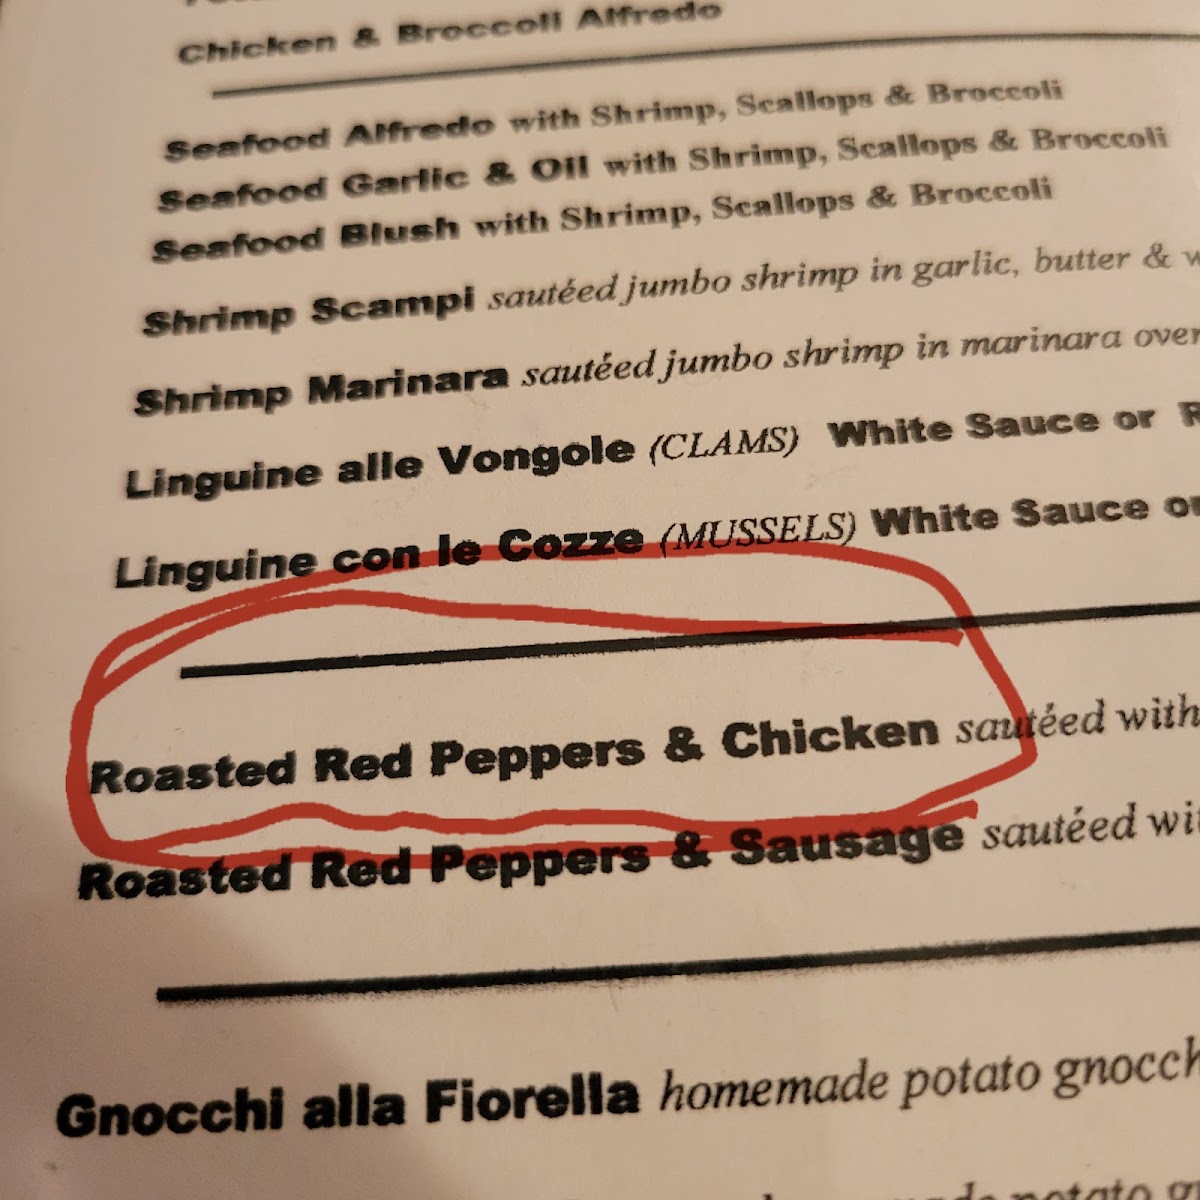 Chicken & Broccoli Alfredo
Seafood Alfredo with Shrimp, Scallops & Broccoli
Seafood Garlic & Oil with Shrimp, Scallops & Broccoli
Seafood Blush with Shrimp, Scallops & Broccoli
Shrimp Scampi sautéed jumbo shrimp in garlic, butter &
Shrimp Marinara sautéed jumbo shrimp in marinara over
Linguine alle Vongole (CLAMS) White Sauce or
Linguine con le Cozze (MUSSELS) White Sauce or
Roasted Red Peppers & Chicken sautéed with
Roasted Red Peppers & Sausage sautéed
Gnocchi alla Fiorella homemade potato
potato